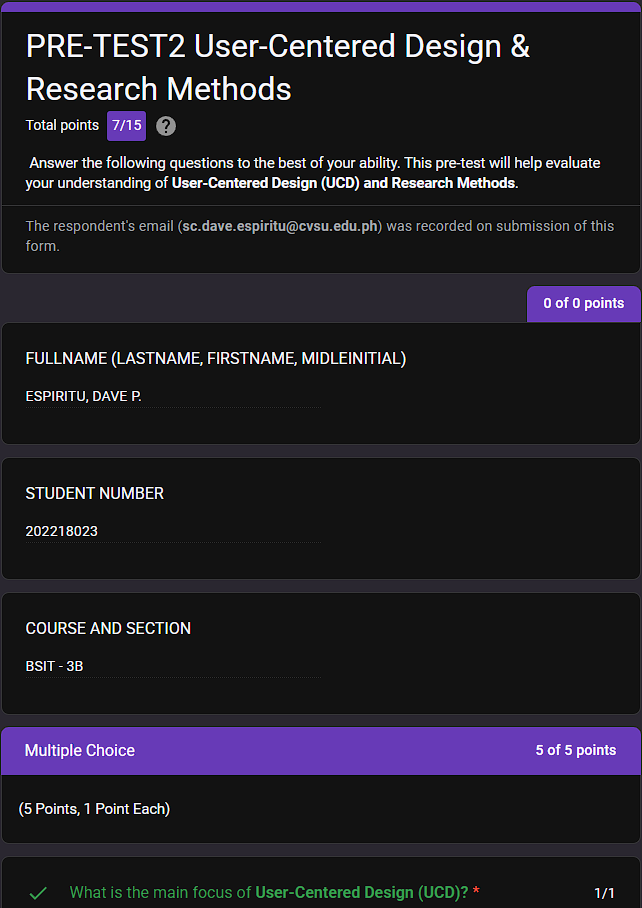 PRE-TEST2 User-Centered Design &
Research Methods
Total points 7/15 ?
Answer the following questions to the best of your ability. This pre-test will help evaluate
your understanding of User-Centered Design (UCD) and Research Methods.
The respondent's email (sc.dave.espiritu@cvsu.edu.ph) was recorded on submission of this
form.
0 of 0 points
FULLNAME (LASTNAME, FIRSTNAME, MIDLEINITIAL)
ESPIRITU, DAVE P.
STUDENT NUMBER
202218023
COURSE AND SECTION
BSIT - 3B
Multiple Choice 5 of 5 points
(5 Points, 1 Point Each)
What is the main focus of User-Centered Design (UCD)? * 1/1